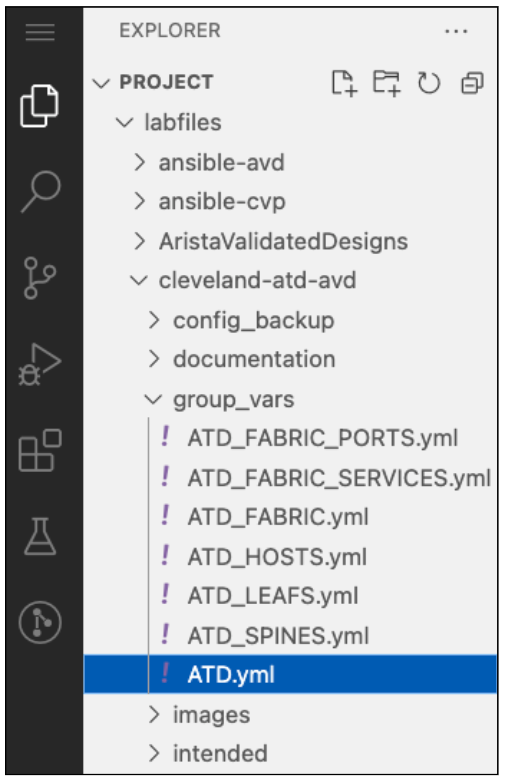 EXPLORER ...
PROJECT
labfiles
ansible-avd
ansible-cvp
AristaValidatedDesigns
cleveland-atd-avd
config_backup
documentation
group_vars
! ATD_FABRIC_PORTS.yml
! ATD_FABRIC_SERVICES.yml
! ATD_FABRIC.yml
! ATD_HOSTS.yml
! ATD_LEAFS.yml
! ATD_SPINES.yml
! ATD.yml
images
intended